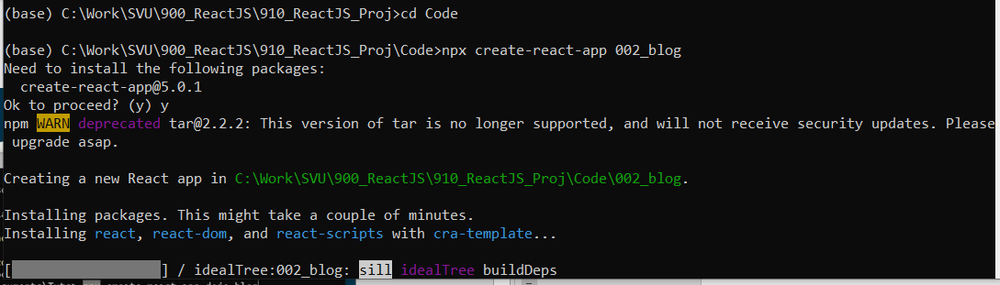 (base) C:\Work\SVU\900_ReactJS\910_ReactJS_Proj>cd Code
(base) C:\Work\SVU\900_ReactJS\910_ReactJS_Proj\Code>npx create-react-app 002_blog
Need to install the following packages:
  create-react-app@5.0.1
Ok to proceed? (y) y
npm WARN deprecated tar@2.2.2: This version of tar is no longer supported, and will not receive security updates. Please
 upgrade asap.
Creating a new React app in C:\Work\SVU\900_ReactJS\910_ReactJS_Proj\Code\002_blog.
Installing packages. This might take a couple of minutes.
Installing react, react-dom, and react-scripts with cra-template...
[                  ] / idealTree:002_blog: sill idealTree buildDeps